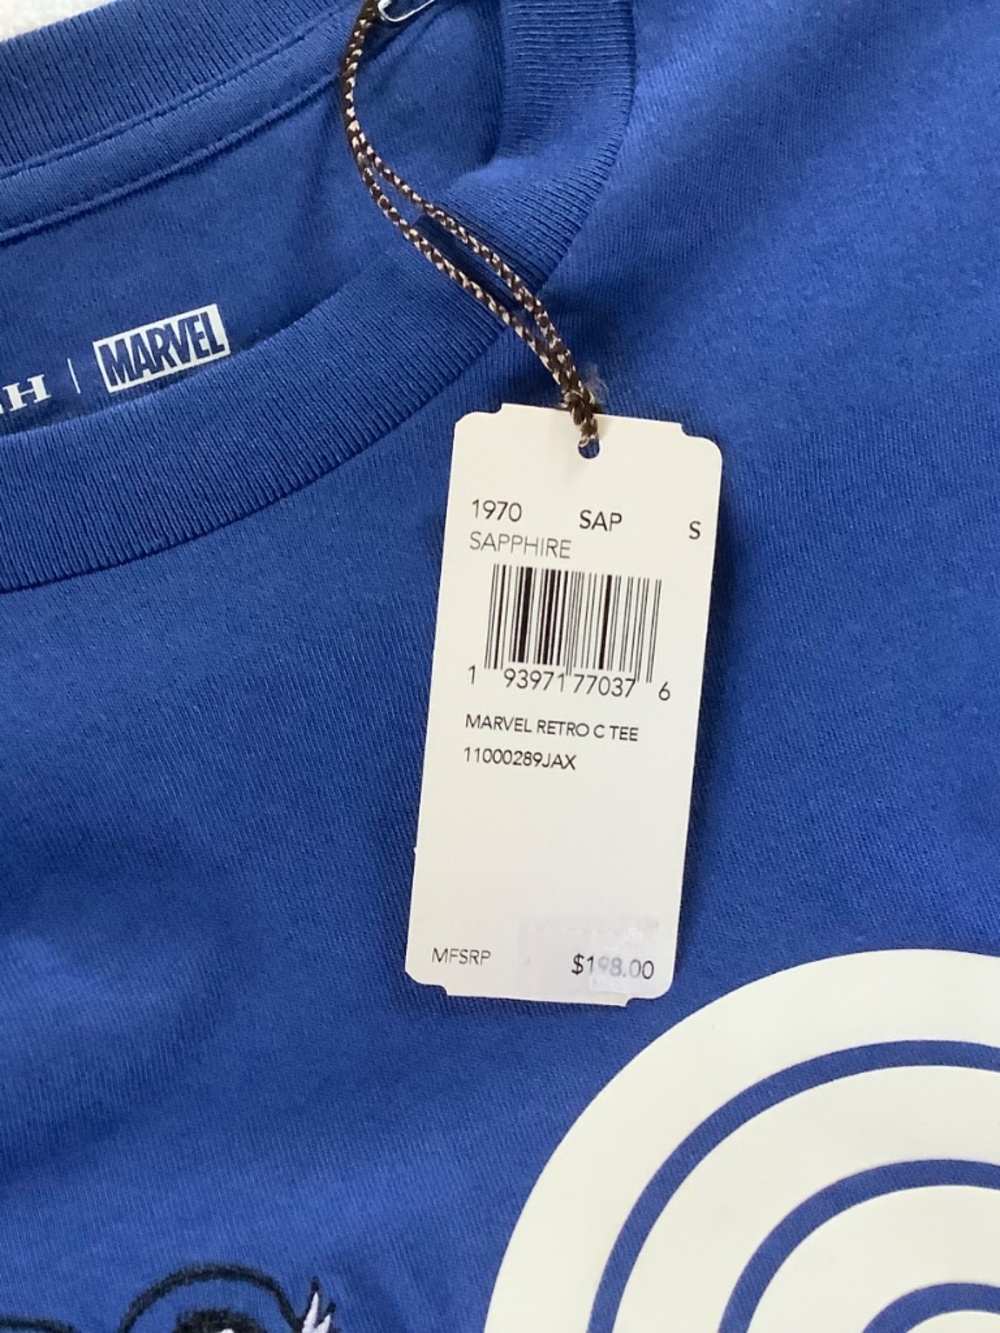 H | MARVEL
1970 SAP S
SAPPHIRE
1 93971 77037 6
MARVEL RETRO C TEE
11000289JAX
MFSRP $198.00